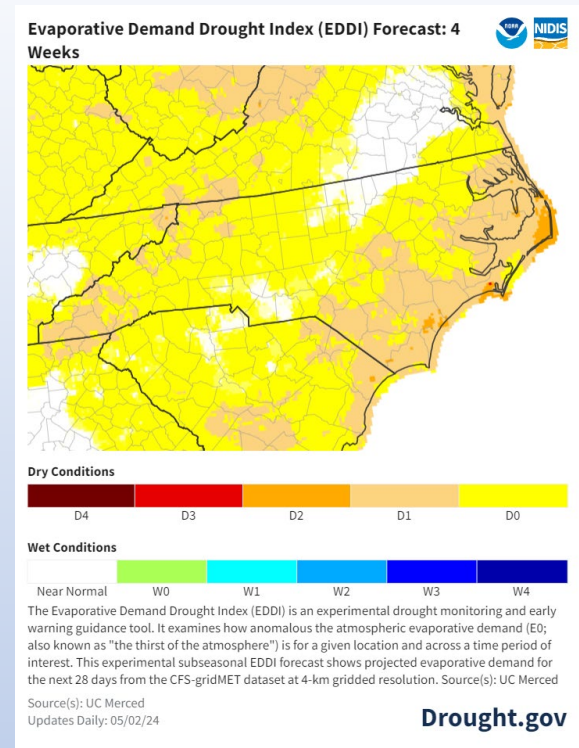 Evaporative Demand Drought Index (EDDI) Forecast: 4
Weeks
NOAA
NIDIS
Dry Conditions
D4 D3 D2 D1 D0
Wet Conditions
Near Normal W0 W1 W2 W3 W4
The Evaporative Demand Drought Index (EDDI) is an experimental drought monitoring and early
warning guidance tool. It examines how anomalous the atmospheric evaporative demand (E0;
also known as "the thirst of the atmosphere") is for a given location and across a time period of
interest. This experimental subseasonal EDDI forecast shows projected evaporative demand for
the next 28 days from the CFS-gridMET dataset at 4-km gridded resolution. Source(s): UC Merced
Source(s): UC Merced
Updates Daily: 05/02/24
Drought.gov